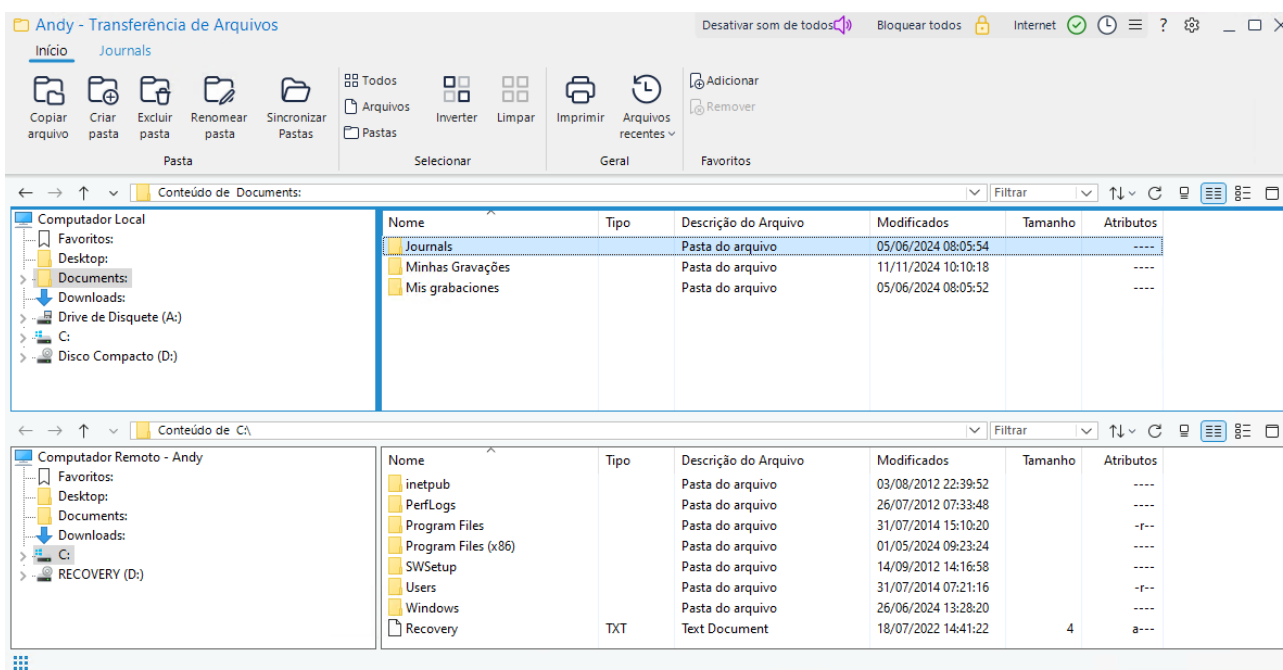 Andy - Transferência de Arquivos
Desativar som de todos
Bloquear todos
Internet
?
Início
Journals
Copiar arquivo
Criar pasta
Excluir pasta
Renomear pasta
Sincronizar Pastas
Pasta
Todos
Arquivos
Pastas
Inverter
Limpar
Selecionar
Imprimir
Arquivos recentes
Geral
Adicionar
Remover
Favoritos
Conteúdo de Documents:
Filtrar
Computador Local
Favoritos:
Desktop:
Documents:
Downloads:
Drive de Disquete (A:)
C:
Disco Compacto (D:)
Nome Tipo Descrição do Arquivo Modificados Tamanho Atributos
Journals Pasta do arquivo 05/06/2024 08:05:54 ----
Minhas Gravações Pasta do arquivo 11/11/2024 10:10:18 ----
Mis grabaciones Pasta do arquivo 05/06/2024 08:05:52 ----
Conteúdo de C:\
Filtrar
Computador Remoto - Andy
Favoritos:
Desktop:
Documents:
Downloads:
C:
RECOVERY (D:)
Nome Tipo Descrição do Arquivo Modificados Tamanho Atributos
inetpub Pasta do arquivo 03/08/2012 22:39:52 ----
PerfLogs Pasta do arquivo 26/07/2012 07:33:48 ----
Program Files Pasta do arquivo 31/07/2014 15:10:20 -r--
Program Files (x86) Pasta do arquivo 01/05/2024 09:23:24 ----
SWSetup Pasta do arquivo 14/09/2012 14:16:58 ----
Users Pasta do arquivo 31/07/2014 07:21:16 -r--
Windows Pasta do arquivo 26/06/2024 13:28:20 ----
Recovery TXT Text Document 18/07/2022 14:41:22 4 a---